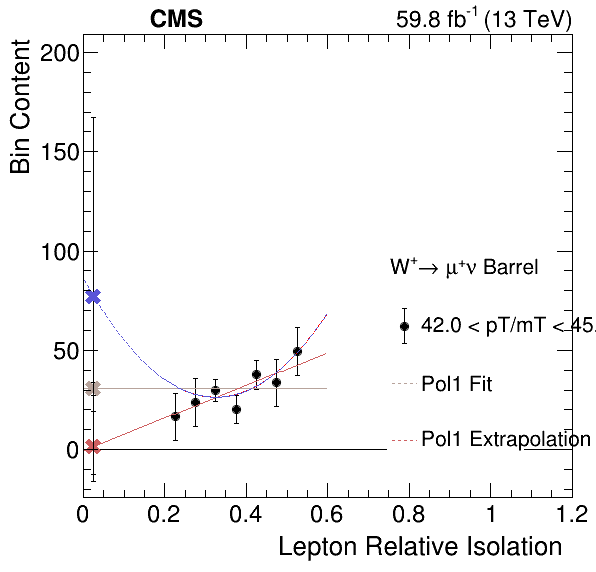 CMS 59.8 fb⁻¹ (13 TeV)
Bin Content
200
150
100
50
0
W⁺→ μ⁺ν Barrel
42.0 < pT/mT < 45.
Pol1 Fit
Pol1 Extrapolation
0 0.2 0.4 0.6 0.8 1 1.2
Lepton Relative Isolation